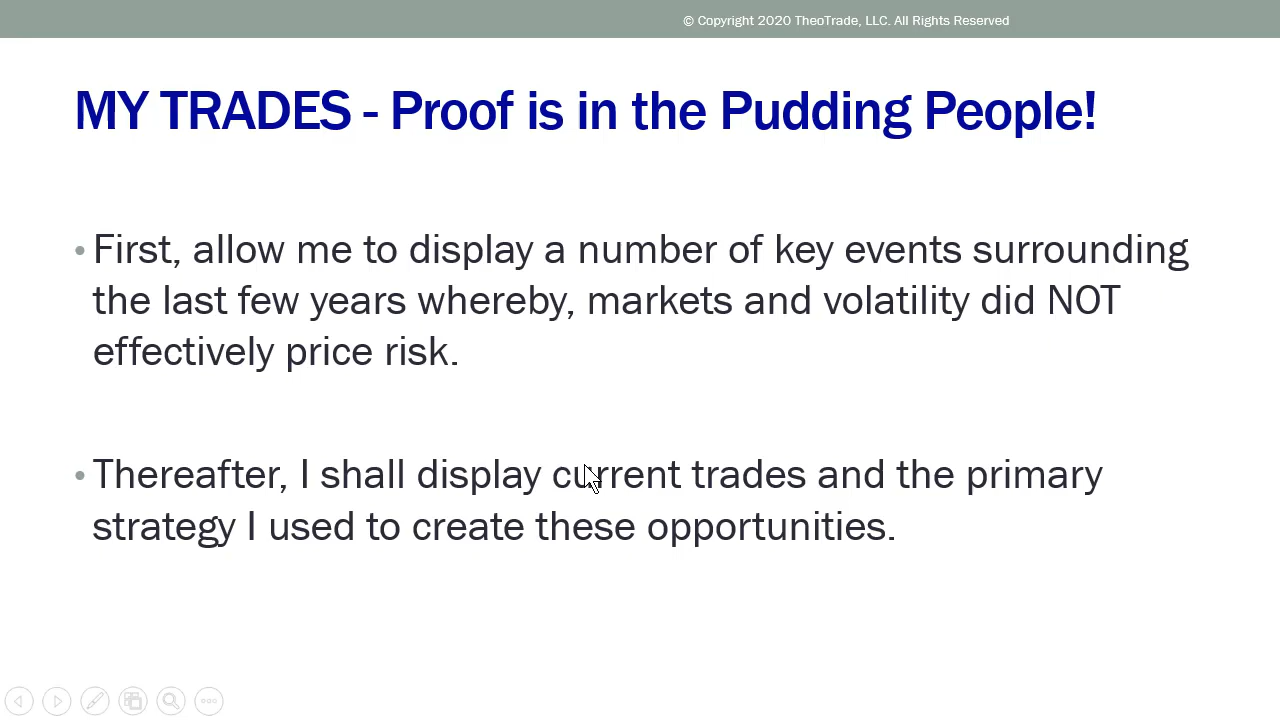 © Copyright 2020 TheoTrade, LLC. All Rights Reserved
MY TRADES - Proof is in the Pudding People!
• First, allow me to display a number of key events surrounding
the last few years whereby, markets and volatility did NOT
effectively price risk.
• Thereafter, I shall display current trades and the primary
strategy I used to create these opportunities.